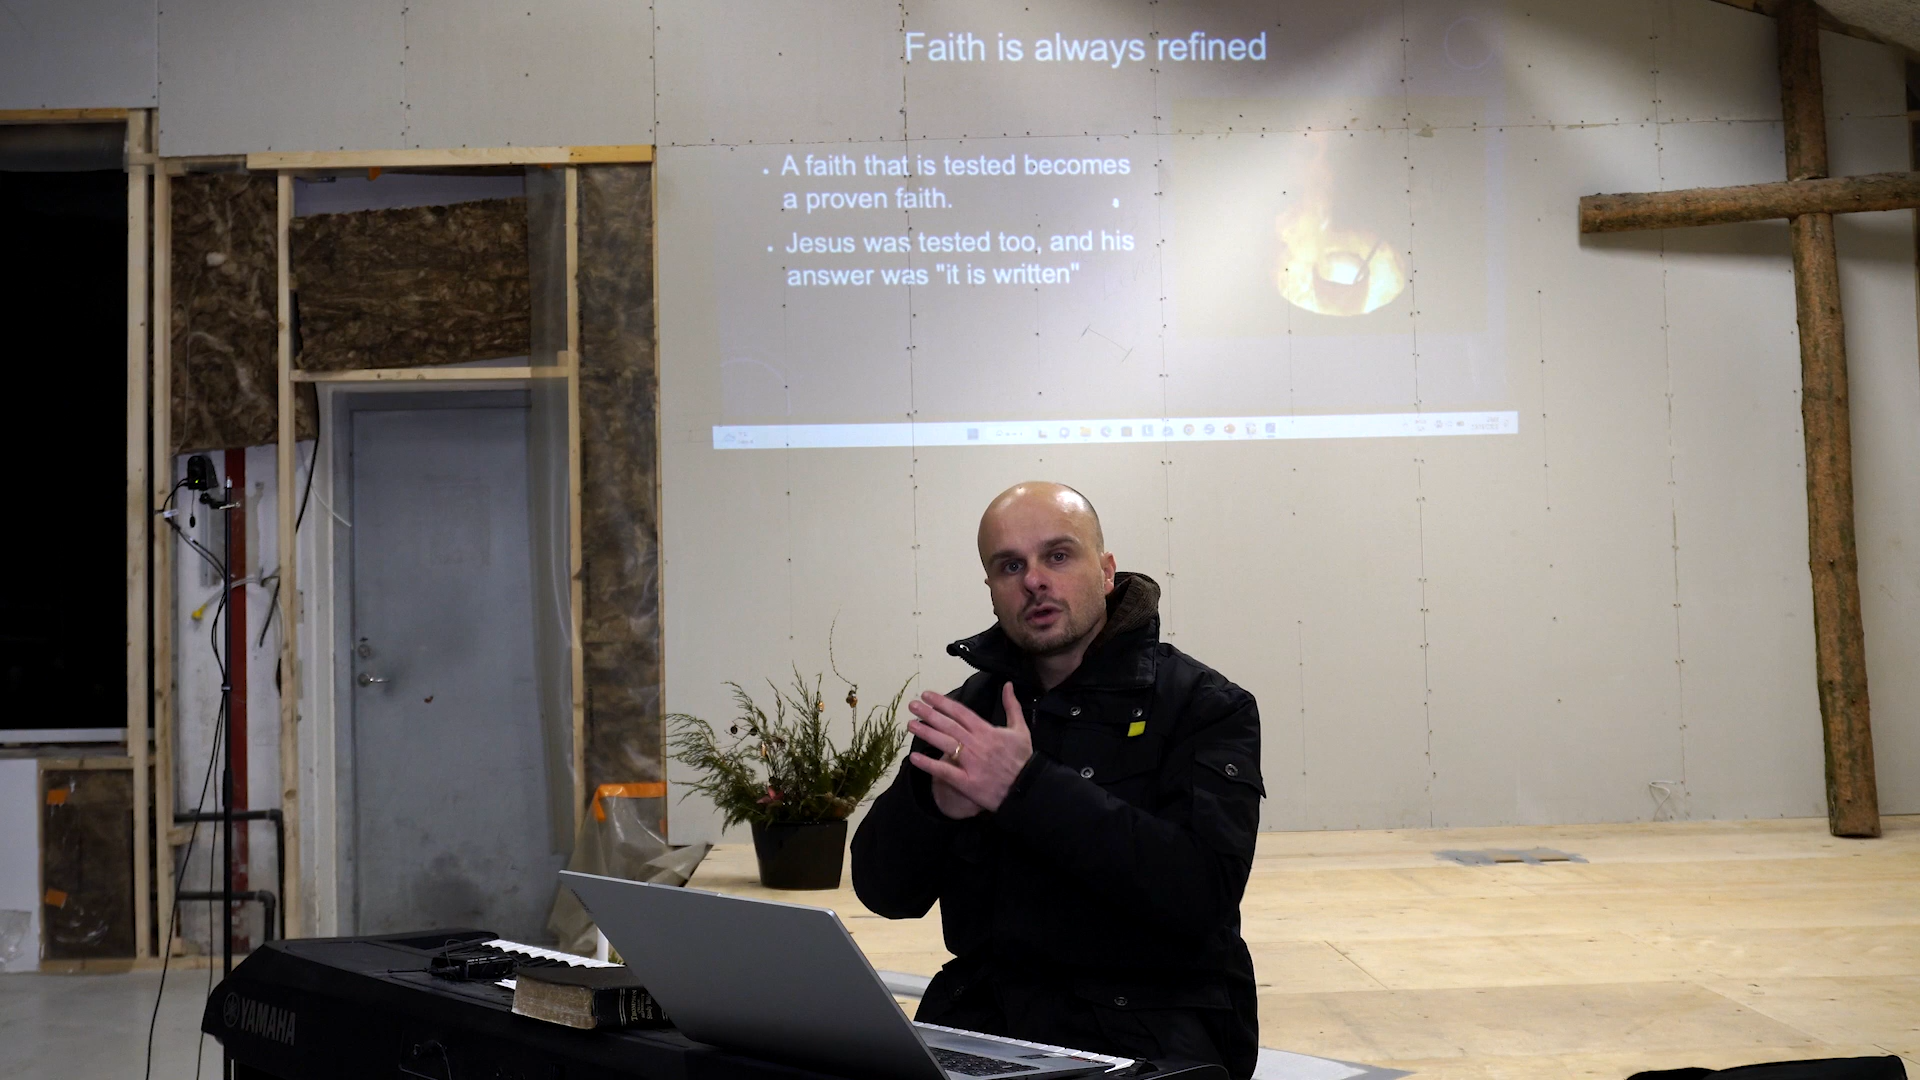 Faith is always refined
• A faith that is tested becomes
a proven faith.
• Jesus was tested too, and his
answer was "it is written"
YAMAHA